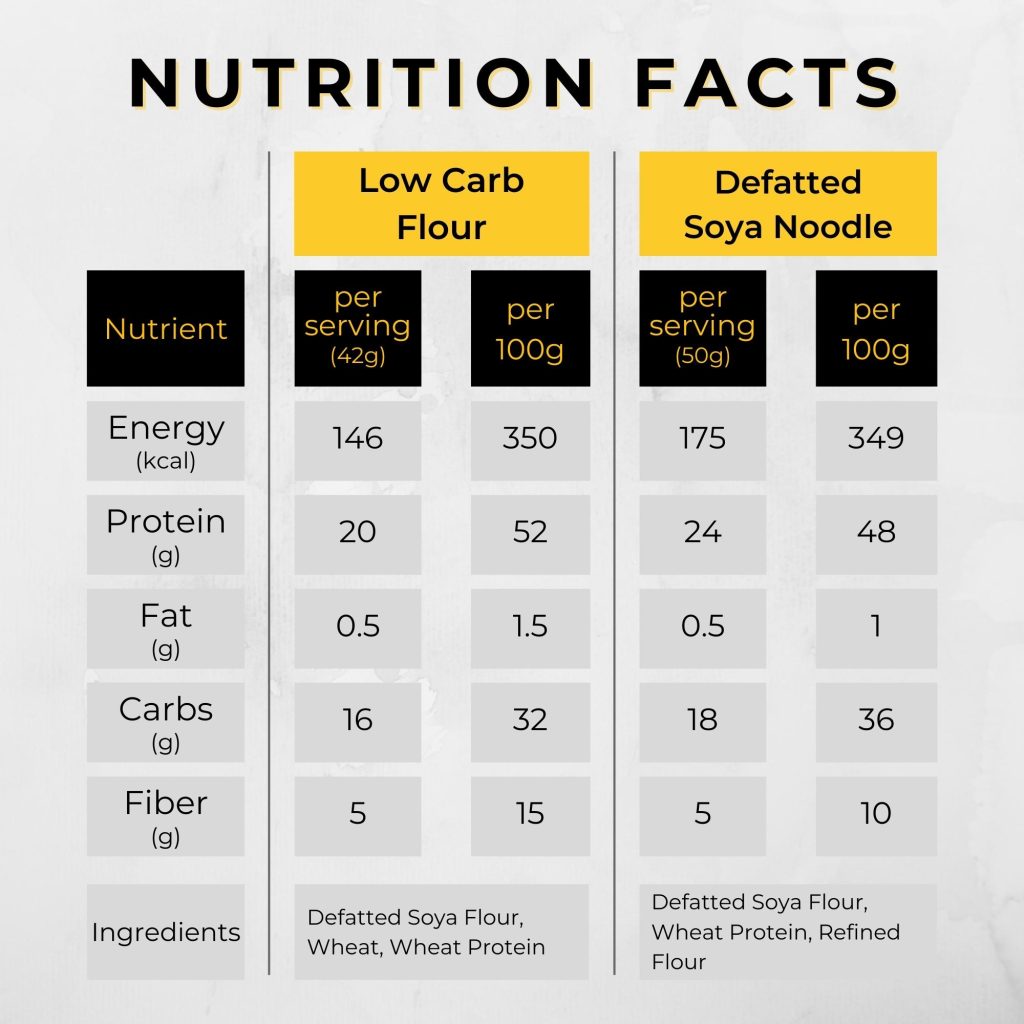 NUTRITION FACTS
Low Carb
Flour
Defatted
Soya Noodle
Nutrient
per
serving
(42g)
per
100g
per
serving
(50g)
per
100g
Energy
(kcal)
146
350
175
349
Protein
(g)
20
52
24
48
Fat
(g)
0.5
1.5
0.5
1
Carbs
(g)
16
32
18
36
Fiber
(g)
5
15
5
10
Ingredients
Defatted Soya Flour,
Wheat, Wheat Protein
Defatted Soya Flour,
Wheat Protein, Refined
Flour